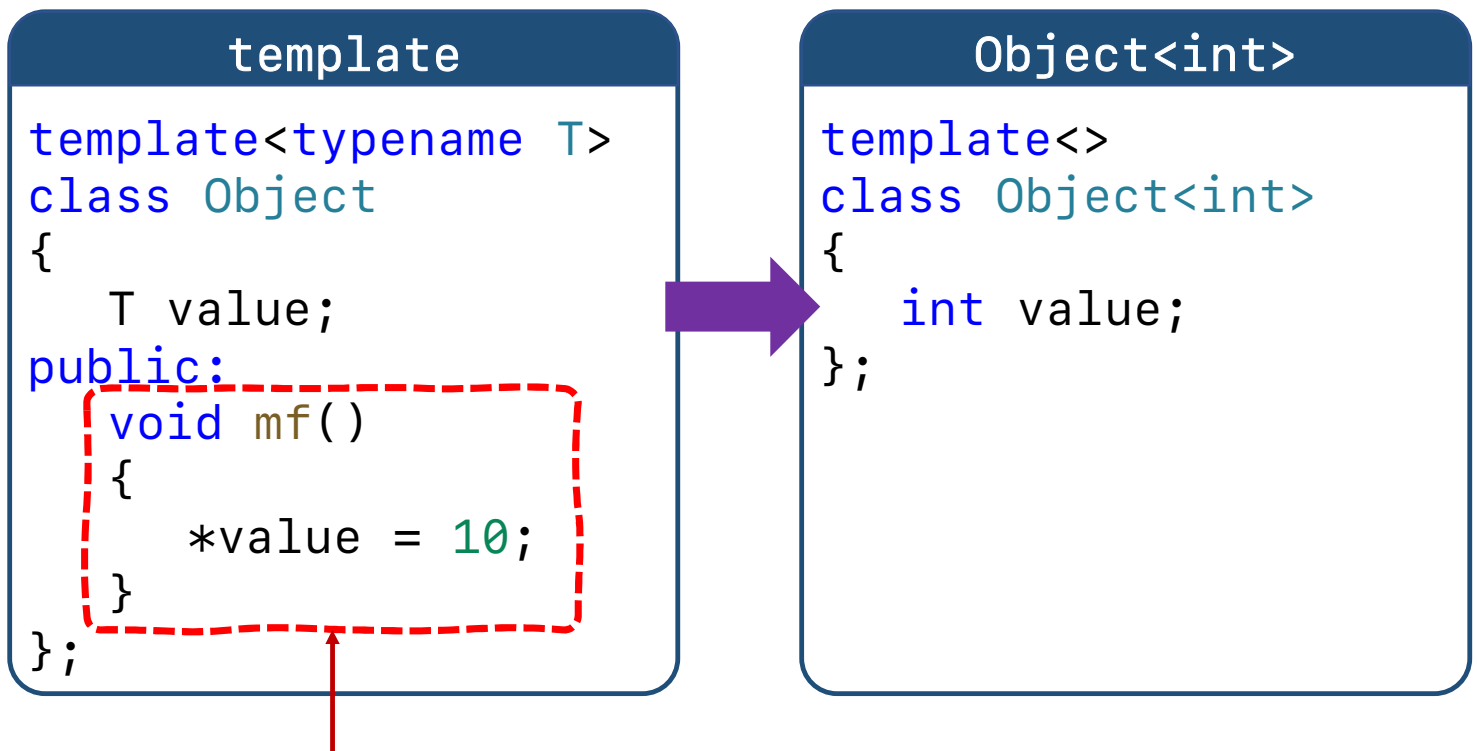 template
template<typename T>
class Object
{
   T value;
public:
   void mf()
   {
      *value = 10;
   }
};
Object<int>
template<>
class Object<int>
{
   int value;
};